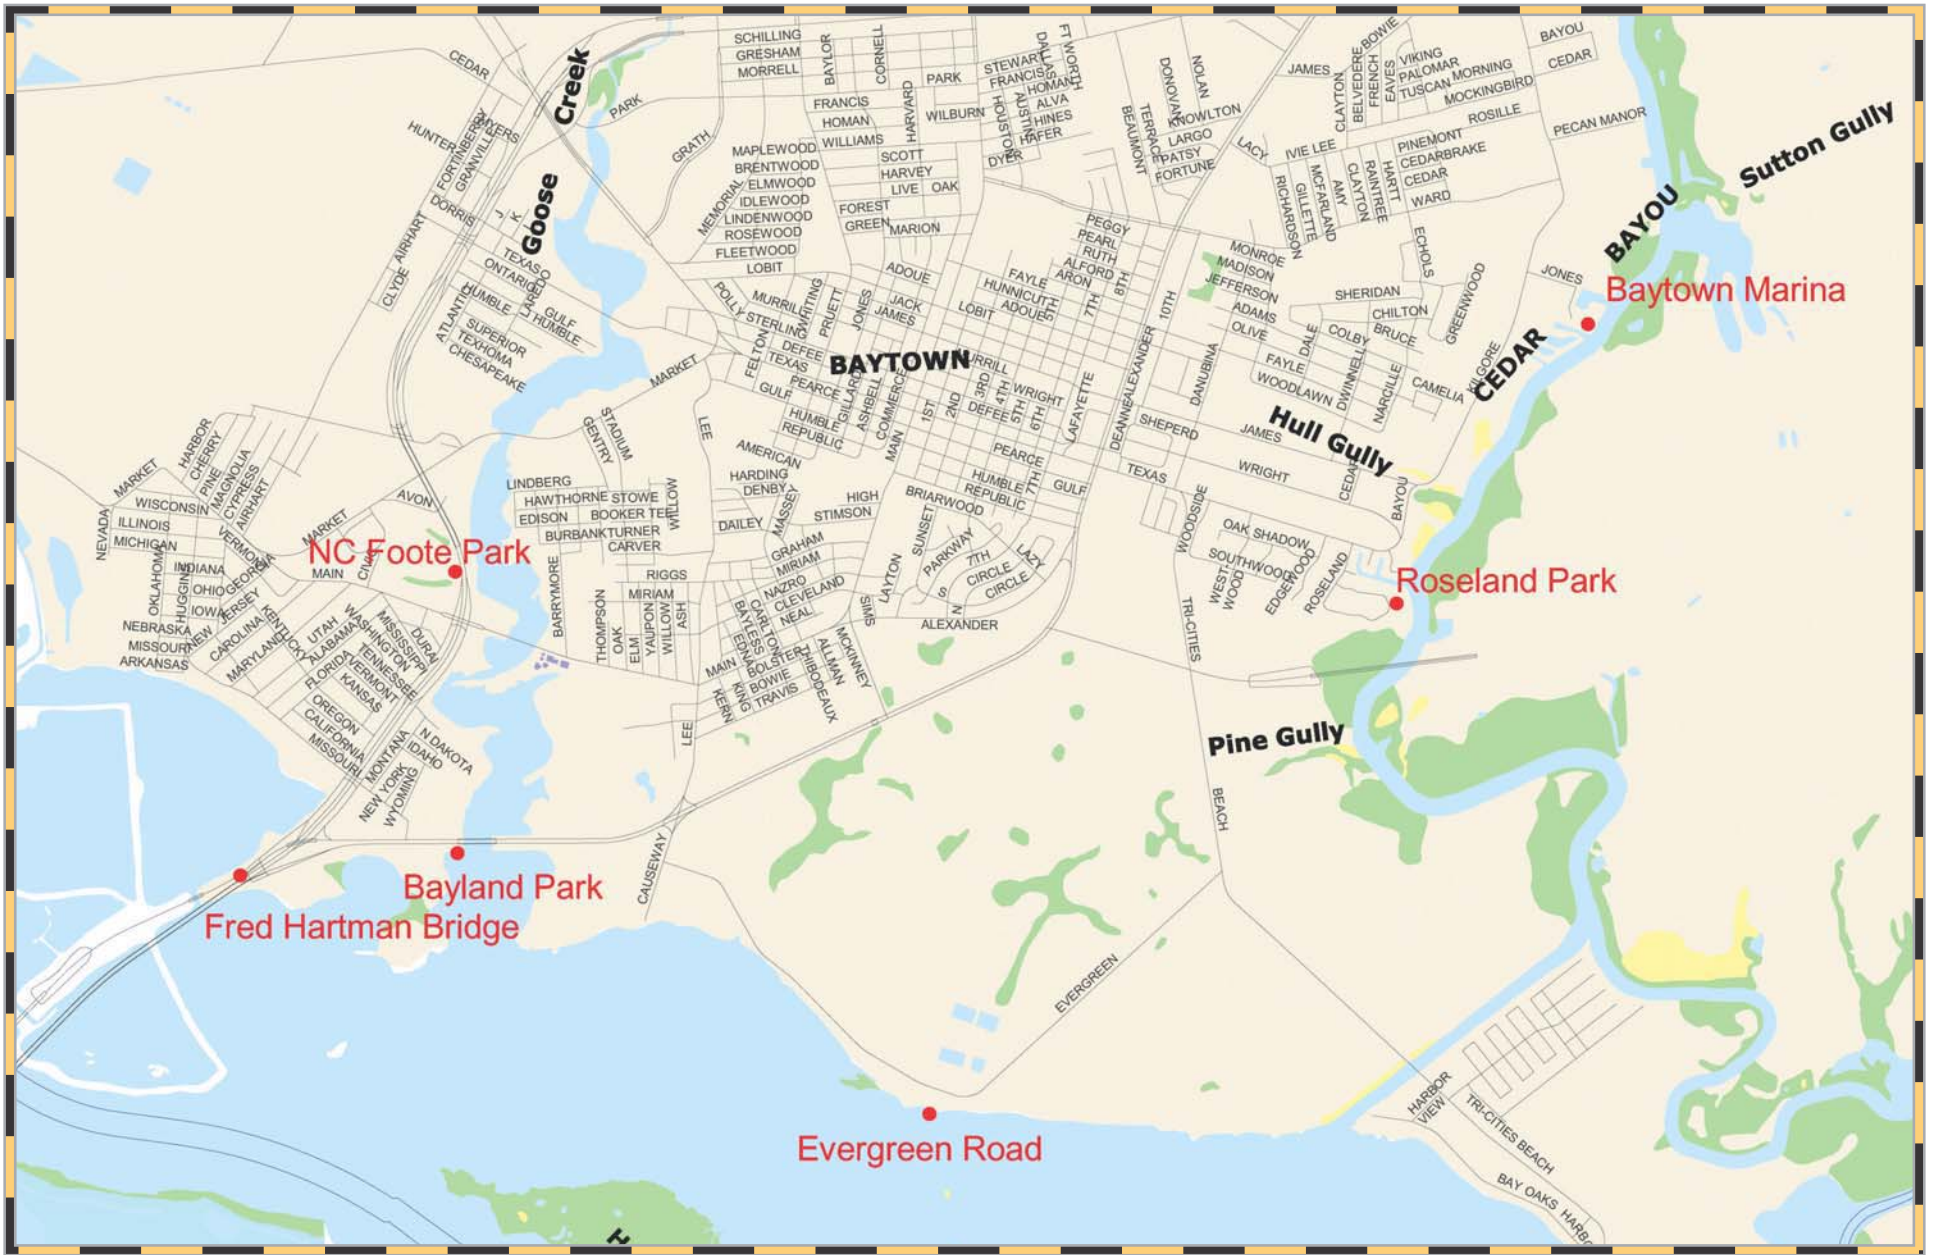 SCHILLING
GRESHAM
MORRELL
BAYLOR
CORNELL
HARVARD
PARK
WILBURN
STEWART
FRANCIS
DALLAS
FT WORTH
HOMAN
ALVA
HINES
HAFER
HOUSTON
AUSTIN
DYER
DONOVAN
NOLAN
TERRACE
BEAUMONT
KNOWLTON
LARGO
PATSY
FORTUNE
LACY
JAMES
BOWIE
CLAYTON
BELVEDERE
FRENCH
EAVES
VIKING
PALOMAR
TUSCAN
MORNING
MOCKINGBIRD
ROSILLE
BAYOU
CEDAR
PECAN MANOR
Sutton Gully
IVIE LEE
PINEMONT
CEDARBRAKE
CEDAR
WARD
RICHARDSON
GILLETTE
MCFARLAND
AMY
CLAYTON
RAINTREE
HARTT
ECHOLS
CEDAR
Goose Creek
PARK
GRATH
HUNTER
MYERS
FORTINBERRY
GRANVILLE
DORRIS
J
K
AIRHART
CLYDE
TEXAS
ONTARIO
LAREDO
HUMBLE
GULF
HUMBLE
ATLANTIC
SUPERIOR
TEXHOMA
CHESAPEAKE
FRANCIS
HOMAN
WILLIAMS
SCOTT
HARVEY
LIVE OAK
FOREST
GREEN
MARION
MAPLEWOOD
BRENTWOOD
ELMWOOD
IDLEWOOD
LINDENWOOD
ROSEWOOD
FLEETWOOD
LOBIT
MEMORIAL
ADOUE
JACK
JAMES
LOBIT
FAYLE
HUNNICUTT
ADOUE
PEGGY
PEARL
RUTH
ALFORD
ARON
5TH
7TH
8TH
10TH
POLLY
MURRILL
STERLING
WHITING
PRUETT
JONES
DEFEE
TEXAS
PEARCE
GULF
HUMBLE
REPUBLIC
FELTON
MARKET
BAYTOWN
GILLARD
ASHBELL
COMMERCE
MAIN
1ST
2ND
3RD
4TH
5TH
6TH
WRIGHT
DEFEE
LAFAYETTE
DEANNE
ALEXANDER
DANUBINA
MONROE
MADISON
JEFFERSON
ADAMS
OLIVE
FAYLE
WOODLAWN
DALE
COLBY
BRUCE
DWINNELL
NARCILLE
CAMELIA
SHERIDAN
CHILTON
GREENWOOD
KILGORE
JONES
CEDAR BAYOU
Baytown Marina
Hull Gully
SHEPERD
JAMES
WRIGHT
TEXAS
CEDAR
BAYOU
PEARCE
HUMBLE
REPUBLIC
7TH
GULF
AMERICAN
LEE
HARDING
DENBY
MASSEY
DAILEY
HIGH
STIMSON
BRIARWOOD
SUNSET
PARKWAY
7TH
CIRCLE
CIRCLE
LAZY
S
N
ALEXANDER
WOODSIDE
OAK SHADOW
SOUTHWOOD
WEST-
WOOD
EDGEWOOD
ROSELAND
Roseland Park
TRI-CITIES
BEACH
Pine Gully
STADIUM
GENTRY
LINDBERG
HAWTHORNE
STOWE
EDISON
BOOKER TEE
WILLOW
BURBANK
TURNER
CARVER
RIGGS
MIRIAM
BARRYMORE
THOMPSON
OAK
ELM
YAUPON
WILLOW
ASH
GRAHAM
MIRIAM
NAZRO
CLEVELAND
NEAL
LAYTON
SIMS
CARLTON
BAYLESS
EDNA
BOLSTER
BOWIE
TRAVIS
MAIN
KING
KERN
THIBODEAUX
ALLMAN
MCKINNEY
LEE
CAUSEWAY
MARKET
HARBOR
CHERRY
PINE
MAGNOLIA
CYPRESS
AIRHART
WISCONSIN
ILLINOIS
MICHIGAN
INDIANA
OHIO
IOWA
NEVADA
OKLAHOMA
HUGGINS
VERMONT
GEORGIA
NEW JERSEY
NEBRASKA
MISSOURI
ARKANSAS
CAROLINA
MARYLAND
KENTUCKY
MARKET
AVON
MAIN
NC Foote Park
UTAH
ALABAMA
FLORIDA
WASHINGTON
MISSISSIPPI
DURAI
TENNESSEE
VERMONT
KANSAS
OREGON
CALIFORNIA
MISSOURI
MONTANA
NEW YORK
WYOMING
N DAKOTA
IDAHO
Bayland Park
Fred Hartman Bridge
EVERGREEN
Evergreen Road
HARBOR
VIEW
TRI-CITIES BEACH
BAY OAKS HARBO
H